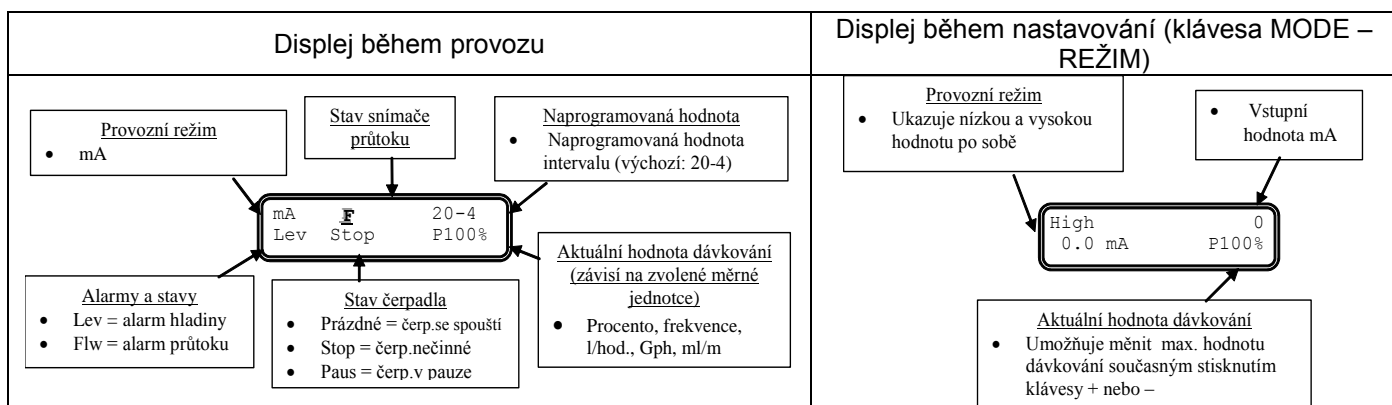 Displej během provozu
Displej během nastavování (klávesa MODE –
REŽIM)
Provozní režim
• mA
Stav snímače
průtoku
Naprogramovaná hodnota
• Naprogramovaná hodnota
intervalu (výchozí: 20-4)
mA F 20-4
Lev Stop P100%
Alarmy a stavy
• Lev = alarm hladiny
• Flw = alarm průtoku
Stav čerpadla
• Prázdné = čerp.se spouští
• Stop = čerp.nečinné
• Paus = čerp.v pauze
Aktuální hodnota dávkování
(závisí na zvolené měrné
jednotce)
• Procento, frekvence,
l/hod., Gph, ml/m
Provozní režim
• Ukazuje nízkou a vysokou
hodnotu po sobě
• Vstupní
hodnota mA
High 0
0.0 mA P100%
Aktuální hodnota dávkování
• Umožňuje měnit max. hodnotu
dávkování současným stisknutím
klávesy + nebo –